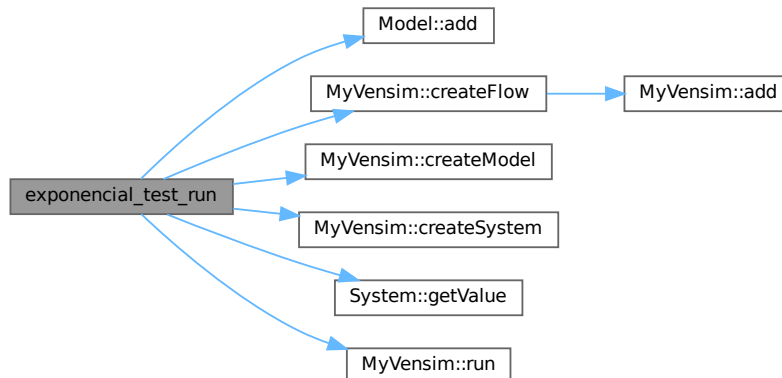 Model::add
MyVensim::createFlow
MyVensim::add
MyVensim::createModel
exponencial_test_run
MyVensim::createSystem
System::getValue
MyVensim::run